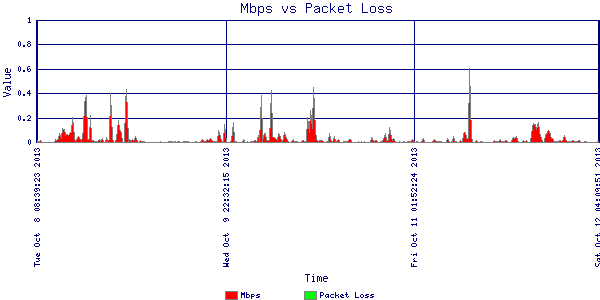 Mbps vs Packet Loss
Value
1
0.8
0.6
0.4
0.2
0
Tue Oct  8 08:39:23 2013
Wed Oct  9 22:32:15 2013
Fri Oct 11 01:52:24 2013
Sat Oct 12 04:09:51 2013
Time
Mbps
Packet Loss